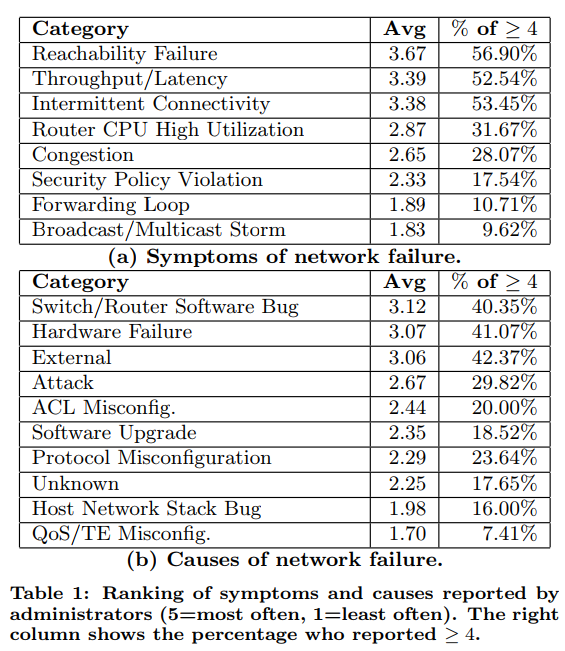 Category Avg % of ≥ 4
Reachability Failure 3.67 56.90%
Throughput/Latency 3.39 52.54%
Intermittent Connectivity 3.38 53.45%
Router CPU High Utilization 2.87 31.67%
Congestion 2.65 28.07%
Security Policy Violation 2.33 17.54%
Forwarding Loop 1.89 10.71%
Broadcast/Multicast Storm 1.83 9.62%
(a) Symptoms of network failure.
Category Avg % of ≥ 4
Switch/Router Software Bug 3.12 40.35%
Hardware Failure 3.07 41.07%
External 3.06 42.37%
Attack 2.67 29.82%
ACL Misconfig. 2.44 20.00%
Software Upgrade 2.35 18.52%
Protocol Misconfiguration 2.29 23.64%
Unknown 2.25 17.65%
Host Network Stack Bug 1.98 16.00%
QoS/TE Misconfig. 1.70 7.41%
(b) Causes of network failure.
Table 1: Ranking of symptoms and causes reported by
administrators (5=most often, 1=least often). The right
column shows the percentage who reported ≥ 4.